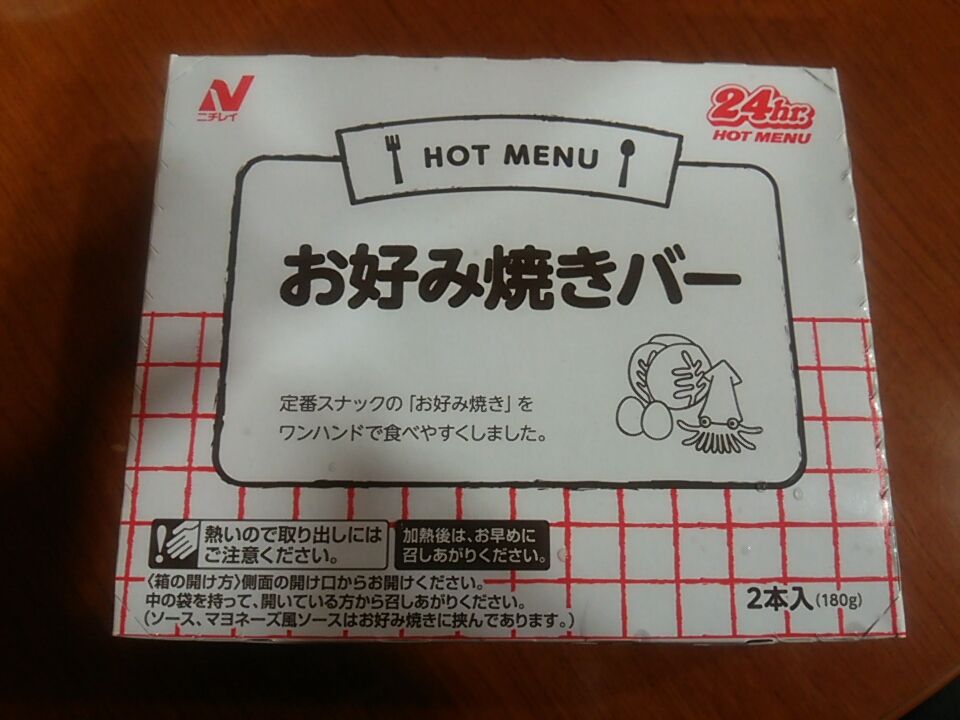 ニチレイ
24hr.
HOT MENU
HOT MENU
お好み焼きバー
定番スナックの「お好み焼き」を
ワンハンドで食べやすくしました。
熱いので取り出しには
ご注意ください。
加熱後は、お早めに
召しあがりください。
〈箱の開け方〉側面の開け口からお開けください。
中の袋を持って、開いている方から召しあがりください。
(ソース、マヨネーズ風ソースはお好み焼きに挟んであります。)
2本入(180g)